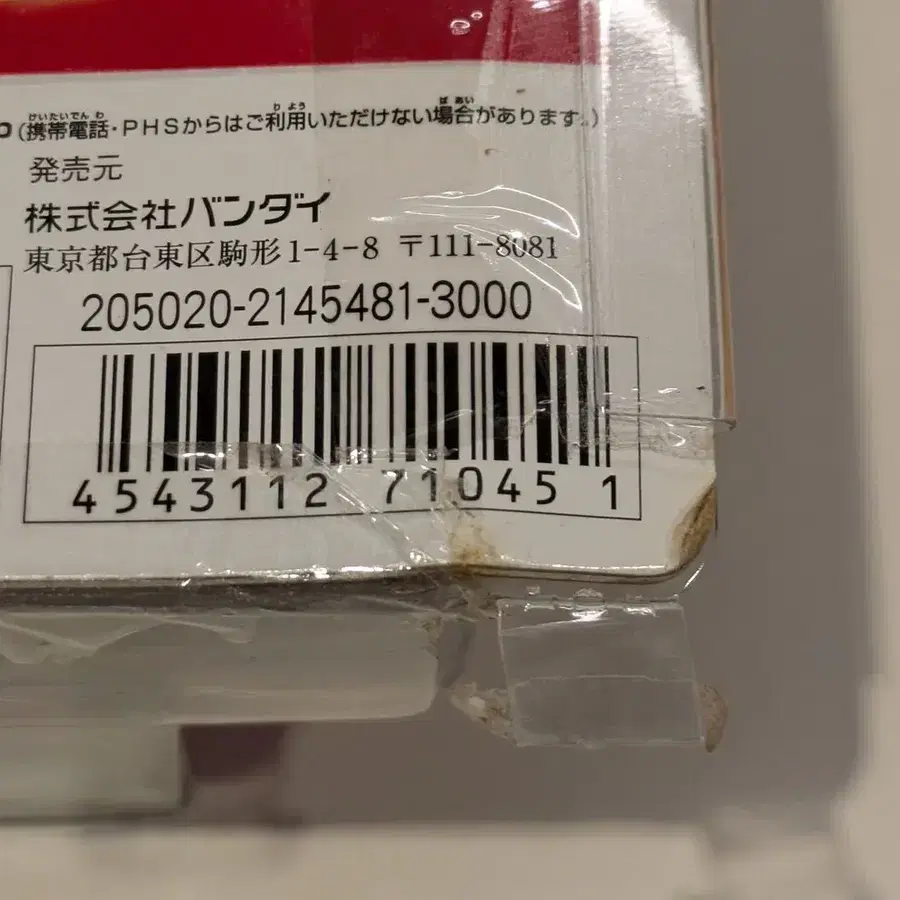 (携帯電話・PHSからはご利用いただけない場合があります。)
発売元
株式会社バンダイ
東京都台東区駒形1-4-8 〒111-8081
205020-2145481-3000
4543112 710451